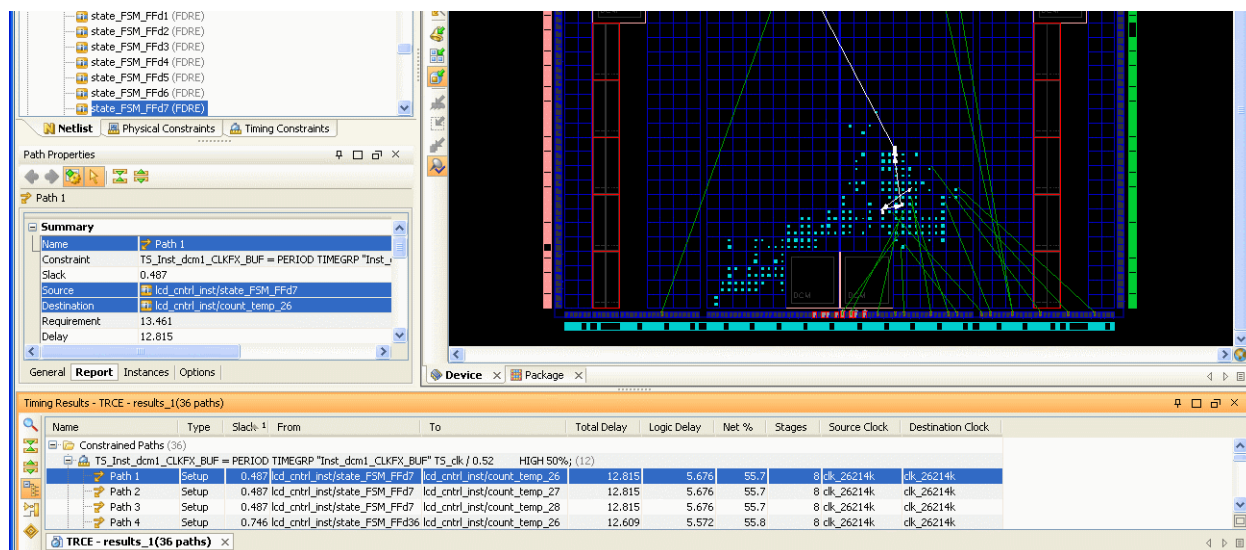 state_FSM_FFd1 (FDRE)
state_FSM_FFd2 (FDRE)
state_FSM_FFd3 (FDRE)
state_FSM_FFd4 (FDRE)
state_FSM_FFd5 (FDRE)
state_FSM_FFd6 (FDRE)
state_FSM_FFd7 (FDRE)
Netlist Physical Constraints Timing Constraints
Path Properties
Path 1
Summary
Name Path 1
Constraint TS_Inst_dcm1_CLKFX_BUF = PERIOD TIMEGRP "Inst_
Slack 0.487
Source lcd_cntrl_inst/state_FSM_FFd7
Destination lcd_cntrl_inst/count_temp_26
Requirement 13.461
Delay 12.815
General Report Instances Options
DCM DCM
Device Package
Timing Results - TRCE - results_1(36 paths)
Name Type Slack 1 From To Total Delay Logic Delay Net % Stages Source Clock Destination Clock
Constrained Paths (36)
TS_Inst_dcm1_CLKFX_BUF = PERIOD TIMEGRP "Inst_dcm1_CLKFX_BUF" TS_clk / 0.52 HIGH 50%; (12)
Path 1 Setup 0.487 lcd_cntrl_inst/state_FSM_FFd7 lcd_cntrl_inst/count_temp_26 12.815 5.676 55.7 8 clk_26214k clk_26214k
Path 2 Setup 0.487 lcd_cntrl_inst/state_FSM_FFd7 lcd_cntrl_inst/count_temp_27 12.815 5.676 55.7 8 clk_26214k clk_26214k
Path 3 Setup 0.487 lcd_cntrl_inst/state_FSM_FFd7 lcd_cntrl_inst/count_temp_28 12.815 5.676 55.7 8 clk_26214k clk_26214k
Path 4 Setup 0.746 lcd_cntrl_inst/state_FSM_FFd36 lcd_cntrl_inst/count_temp_26 12.609 5.572 55.8 8 clk_26214k clk_26214k
TRCE - results_1(36 paths)